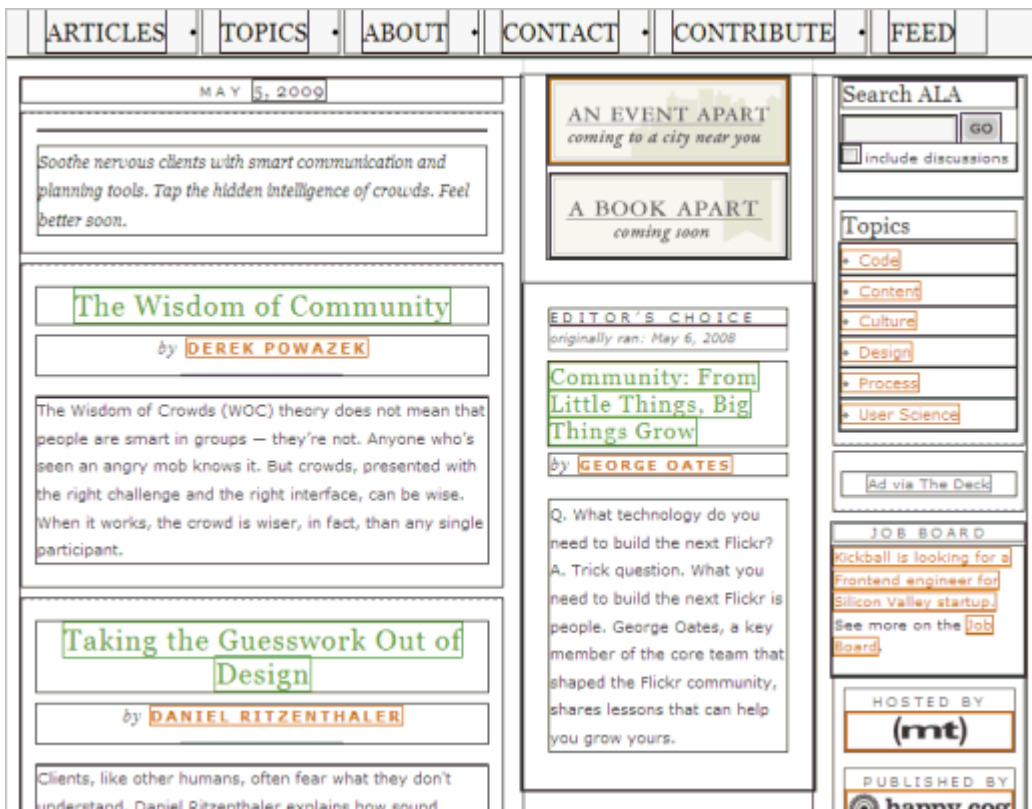 ARTICLES • TOPICS • ABOUT • CONTACT • CONTRIBUTE • FEED
MAY 5, 2009
Soothe nervous clients with smart communication and
planning tools. Tap the hidden intelligence of crowds. Feel
better soon.
The Wisdom of Community
by DEREK POWAZEK
The Wisdom of Crowds (WOC) theory does not mean that
people are smart in groups — they're not. Anyone who's
seen an angry mob knows it. But crowds, presented with
the right challenge and the right interface, can be wise.
When it works, the crowd is wiser, in fact, than any single
participant.
Taking the Guesswork Out of
Design
by DANIEL RITZENTHALER
Clients, like other humans, often fear what they don't
understand. Daniel Ritzenthaler explains how sound
AN EVENT APART
coming to a city near you
A BOOK APART
coming soon
EDITOR'S CHOICE
originally ran: May 6, 2008
Community: From
Little Things, Big
Things Grow
by GEORGE OATES
Q. What technology do you
need to build the next Flickr?
A. Trick question. What you
need to build the next Flickr is
people. George Oates, a key
member of the core team that
shaped the Flickr community,
shares lessons that can help
you grow yours.
Search ALA
GO
include discussions
Topics
• Code
• Content
• Culture
• Design
• Process
• User Science
Ad via The Deck
JOB BOARD
Kickball is looking for a
Frontend engineer for
Silicon Valley startup.
See more on the Job
Board.
HOSTED BY
(mt)
PUBLISHED BY
happy cog